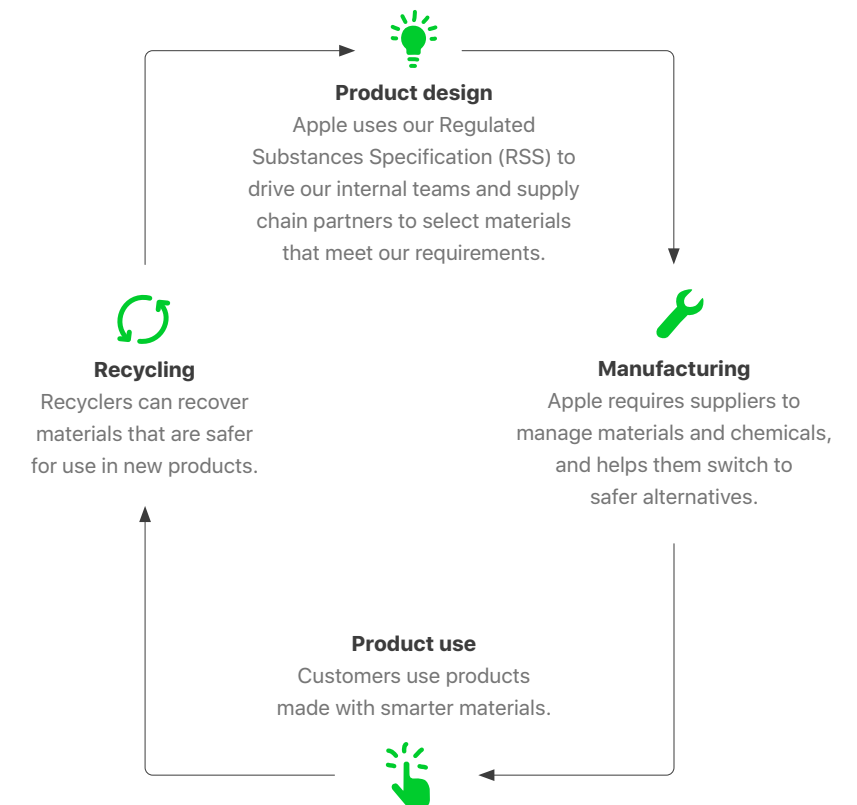 Product design
Apple uses our Regulated
Substances Specification (RSS) to
drive our internal teams and supply
chain partners to select materials
that meet our requirements.
Recycling
Recyclers can recover
materials that are safer
for use in new products.
Manufacturing
Apple requires suppliers to
manage materials and chemicals,
and helps them switch to
safer alternatives.
Product use
Customers use products
made with smarter materials.